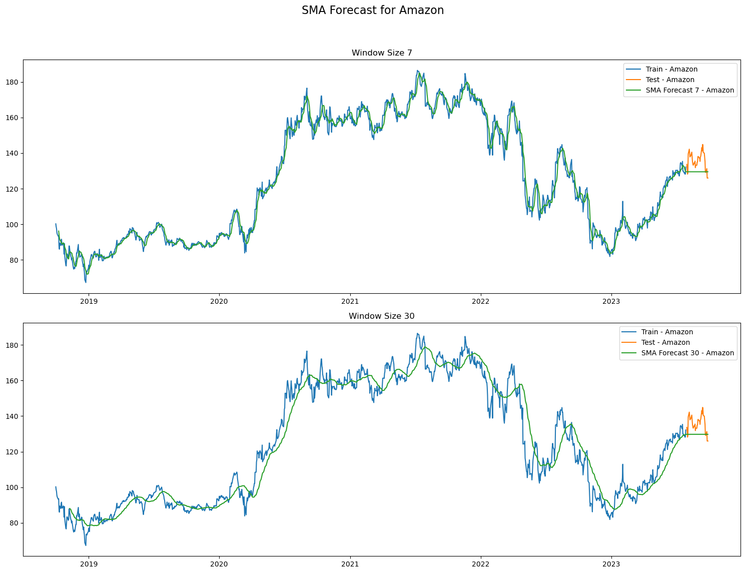 SMA Forecast for Amazon
Window Size 7
Train - Amazon
Test - Amazon
SMA Forecast 7 - Amazon
180
160
140
120
100
80
2019 2020 2021 2022 2023
Window Size 30
Train - Amazon
Test - Amazon
SMA Forecast 30 - Amazon
180
160
140
120
100
80
2019 2020 2021 2022 2023